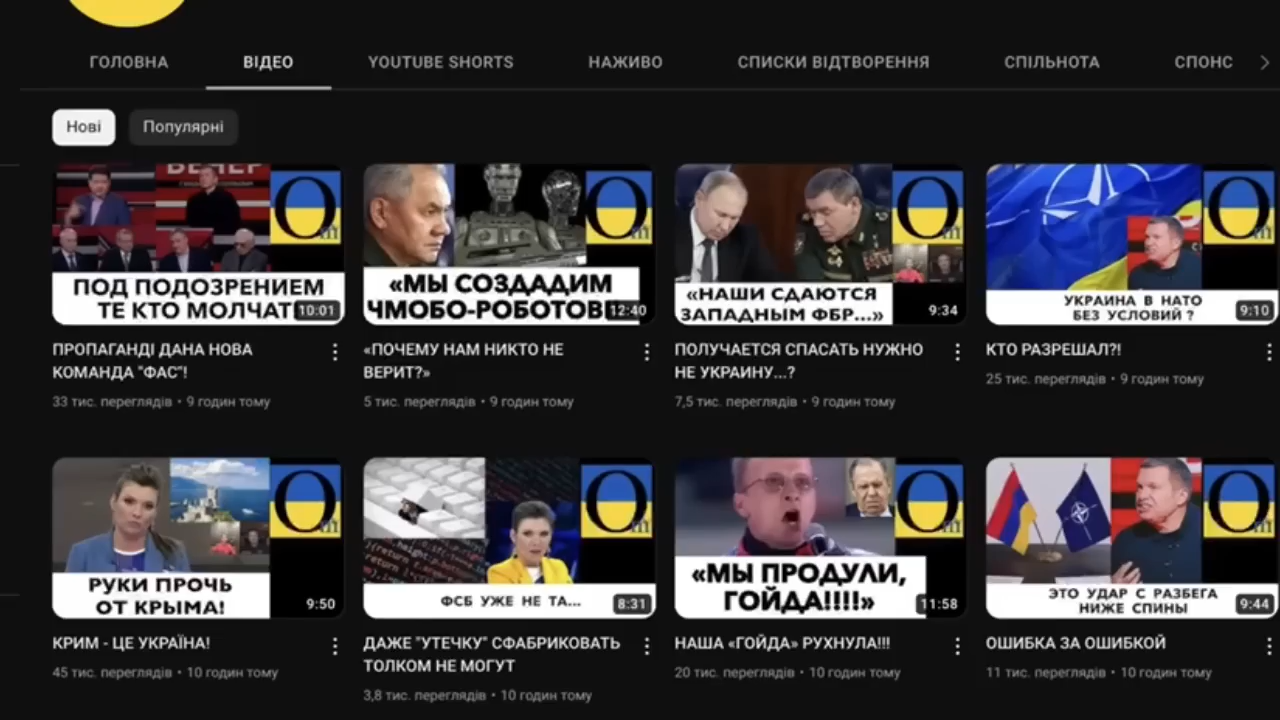 ГОЛОВНА ВІДЕО YOUTUBE SHORTS НАЖИВО СПИСКИ ВІДТВОРЕННЯ СПІЛЬНОТА СПОНС
Нові Популярні
ВЕЧЕР
ПОД ПОДОЗРЕНИЕМ
ТЕ КТО МОЛЧАТ
10:01
ПРОПАГАНДІ ДАНА НОВА
КОМАНДА "ФАС"!
33 тис. переглядів • 9 годин тому
«МЫ СОЗДАДИМ
ЧМОБО-РОБОТОВ
12:40
«ПОЧЕМУ НАМ НИКТО НЕ
ВЕРИТ?»
5 тис. переглядів • 9 годин тому
«НАШИ СДАЮТСЯ
ЗАПАДНЫМ ФБР...»
9:34
ПОЛУЧАЕТСЯ СПАСАТЬ НУЖНО
НЕ УКРАИНУ...?
7,5 тис. переглядів • 9 годин тому
УКРАИНА В НАТО
БЕЗ УСЛОВИЙ ?
9:10
КТО РАЗРЕШАЛ?!
25 тис. переглядів • 9 годин тому
РУКИ ПРОЧЬ
ОТ КРЫМА!
9:50
КРИМ - ЦЕ УКРАЇНА!
45 тис. переглядів • 10 годин тому
ФСБ УЖЕ НЕ ТА...
8:31
ДАЖЕ "УТЕЧКУ" СФАБРИКОВАТЬ
ТОЛКОМ НЕ МОГУТ
3,8 тис. переглядів • 10 годин тому
«МЫ ПРОДУЛИ,
ГОЙДА!!!!»
11:58
НАША «ГОЙДА» РУХНУЛА!!!
20 тис. переглядів • 10 годин тому
ЭТО УДАР С РАЗБЕГА
НИЖЕ СПИНЫ
9:44
ОШИБКА ЗА ОШИБКОЙ
11 тис. переглядів • 10 годин тому